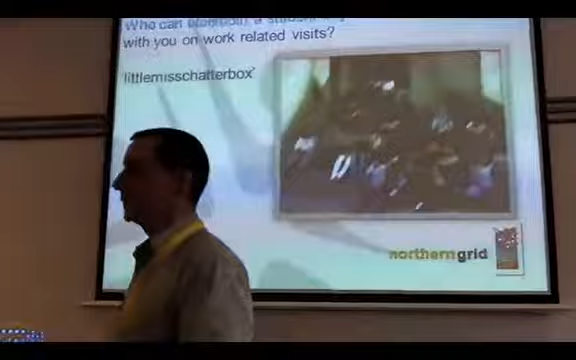 Who can
with you on work related visits?
littlemisschatterbox'
northerngrid